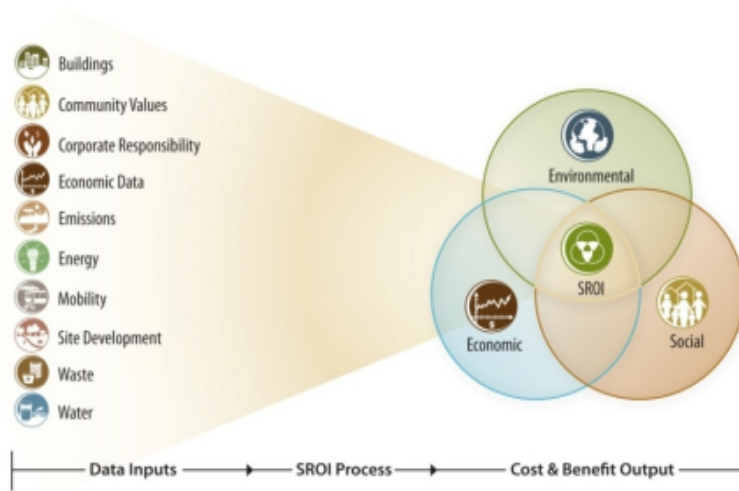 Buildings
Community Values
Corporate Responsibility
Economic Data
Emissions
Energy
Mobility
Site Development
Waste
Water
Environmental
SROI
Economic
Social
$
$
Data Inputs
SROI Process
Cost & Benefit Output